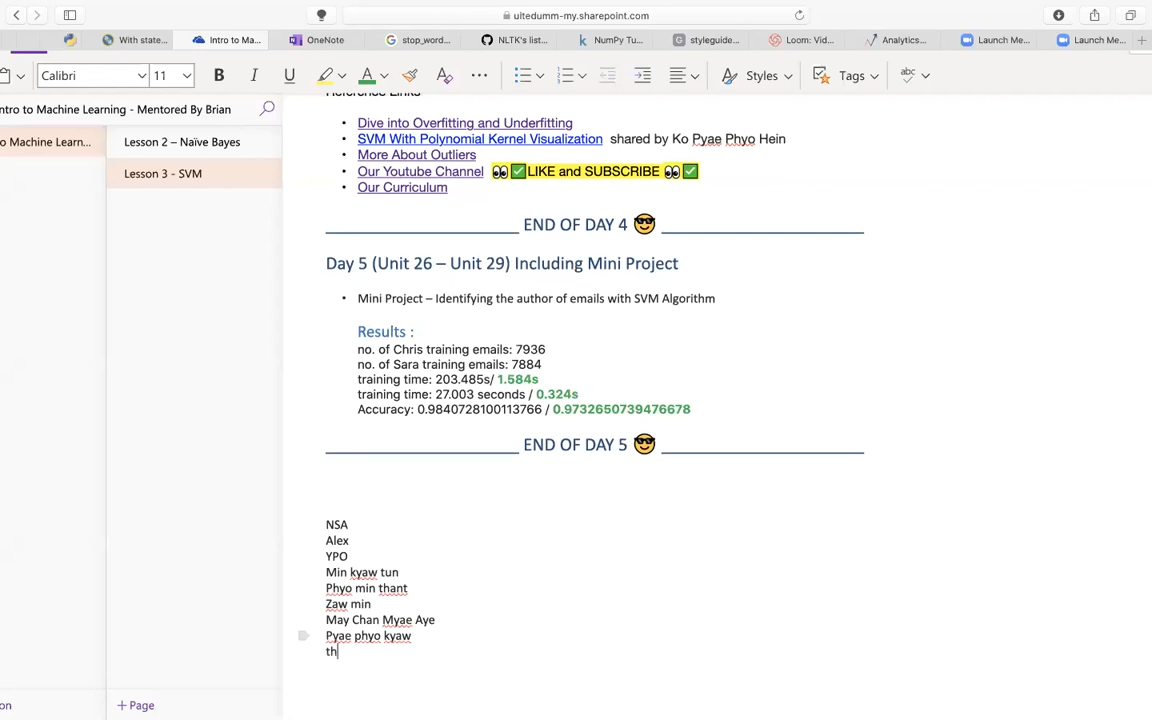 uitedumm-my.sharepoint.com
With state...
Intro to Ma...
OneNote
stop_word...
NLTK's list...
NumPy Tu...
styleguide...
Loom: Vid...
Analytics...
Launch Me...
Launch Me...
Calibri
11
B
I
U
A
Styles
Tags
abc
ntro to Machine Learning - Mentored By Brian
o Machine Learn...
Lesson 2 – Naïve Bayes
Lesson 3 - SVM
Reference Links
• Dive into Overfitting and Underfitting
• SVM With Polynomial Kernel Visualization shared by Ko Pyae Phyo Hein
• More About Outliers
• Our Youtube Channel 👀✅LIKE and SUBSCRIBE 👀✅
• Our Curriculum
END OF DAY 4 😎
Day 5 (Unit 26 – Unit 29) Including Mini Project
• Mini Project – Identifying the author of emails with SVM Algorithm
Results :
no. of Chris training emails: 7936
no. of Sara training emails: 7884
training time: 203.485s/ 1.584s
training time: 27.003 seconds / 0.324s
Accuracy: 0.9840728100113766 / 0.9732650739476678
END OF DAY 5 😎
NSA
Alex
YPO
Min kyaw tun
Phyo min thant
Zaw min
May Chan Myae Aye
Pyae phyo kyaw
th
on
+ Page